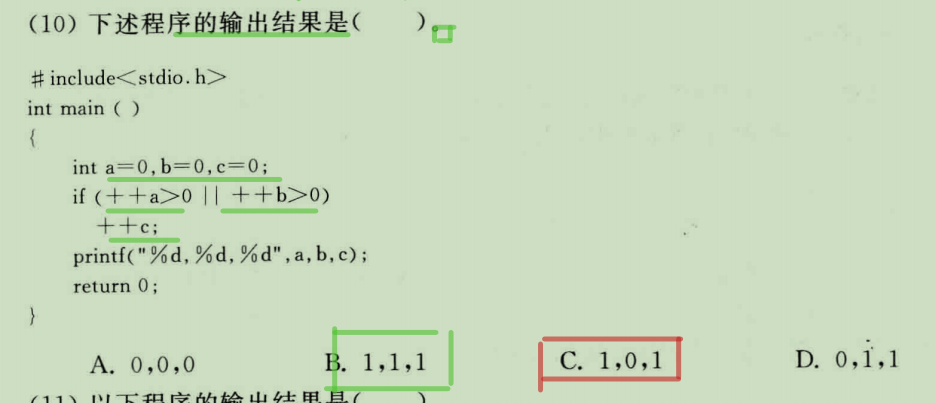 (10) 下述程序的输出结果是(    )。
#include<stdio.h>
int main ( )
{
int a=0,b=0,c=0;
if (++a>0 || ++b>0)
++c;
printf("%d,%d,%d",a,b,c);
return 0;
}
A. 0,0,0    B. 1,1,1    C. 1,0,1    D. 0,1,1
(11) 以下程序的输出结果是(    )